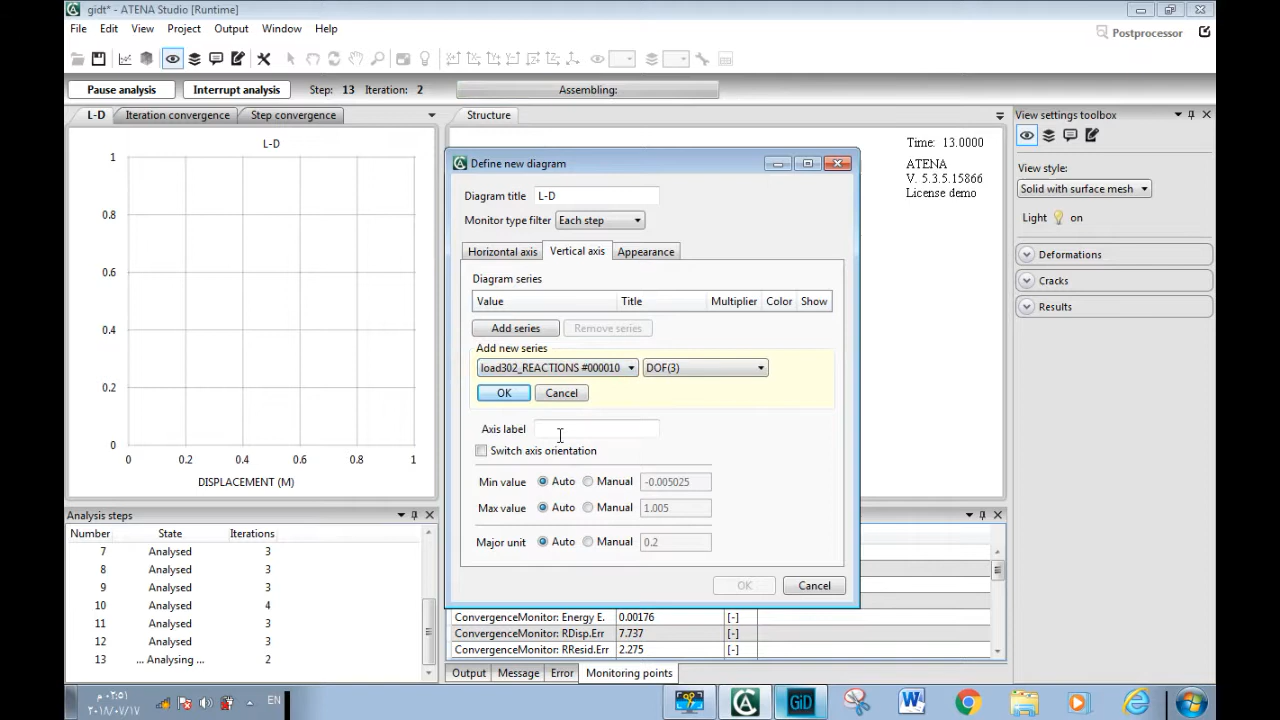 gidt* - ATENA Studio [Runtime]
File Edit View Project Output Window Help
Postprocessor
Pause analysis Interrupt analysis Step: 13 Iteration: 2 Assembling:
L-D Iteration convergence Step convergence
L-D
1
0.8
0.6
0.4
0.2
0
0 0.2 0.4 0.6 0.8 1
DISPLACEMENT (M)
Structure
Time: 13.0000
ATENA
V. 5.3.5.15866
License demo
Define new diagram
Diagram title L-D
Monitor type filter Each step
Horizontal axis Vertical axis Appearance
Diagram series
Value Title Multiplier Color Show
Add series Remove series
Add new series
load302_REACTIONS #000010 DOF(3)
OK Cancel
Axis label
Switch axis orientation
Min value Auto Manual -0.005025
Max value Auto Manual 1.005
Major unit Auto Manual 0.2
OK Cancel
View settings toolbox
View style:
Solid with surface mesh
Light on
Deformations
Cracks
Results
Analysis steps
Number State Iterations
7 Analysed 3
8 Analysed 3
9 Analysed 3
10 Analysed 4
11 Analysed 3
12 Analysed 3
13 ... Analysing ... 2
ConvergenceMonitor: Energy E. 0.00176 [-]
ConvergenceMonitor: RDisp.Err 7.737 [-]
ConvergenceMonitor: RResid.Err 2.275 [-]
Output Message Error Monitoring points
EN
٠٢:٥١ م
٢٠١٨/٠٧/١٧
GiD